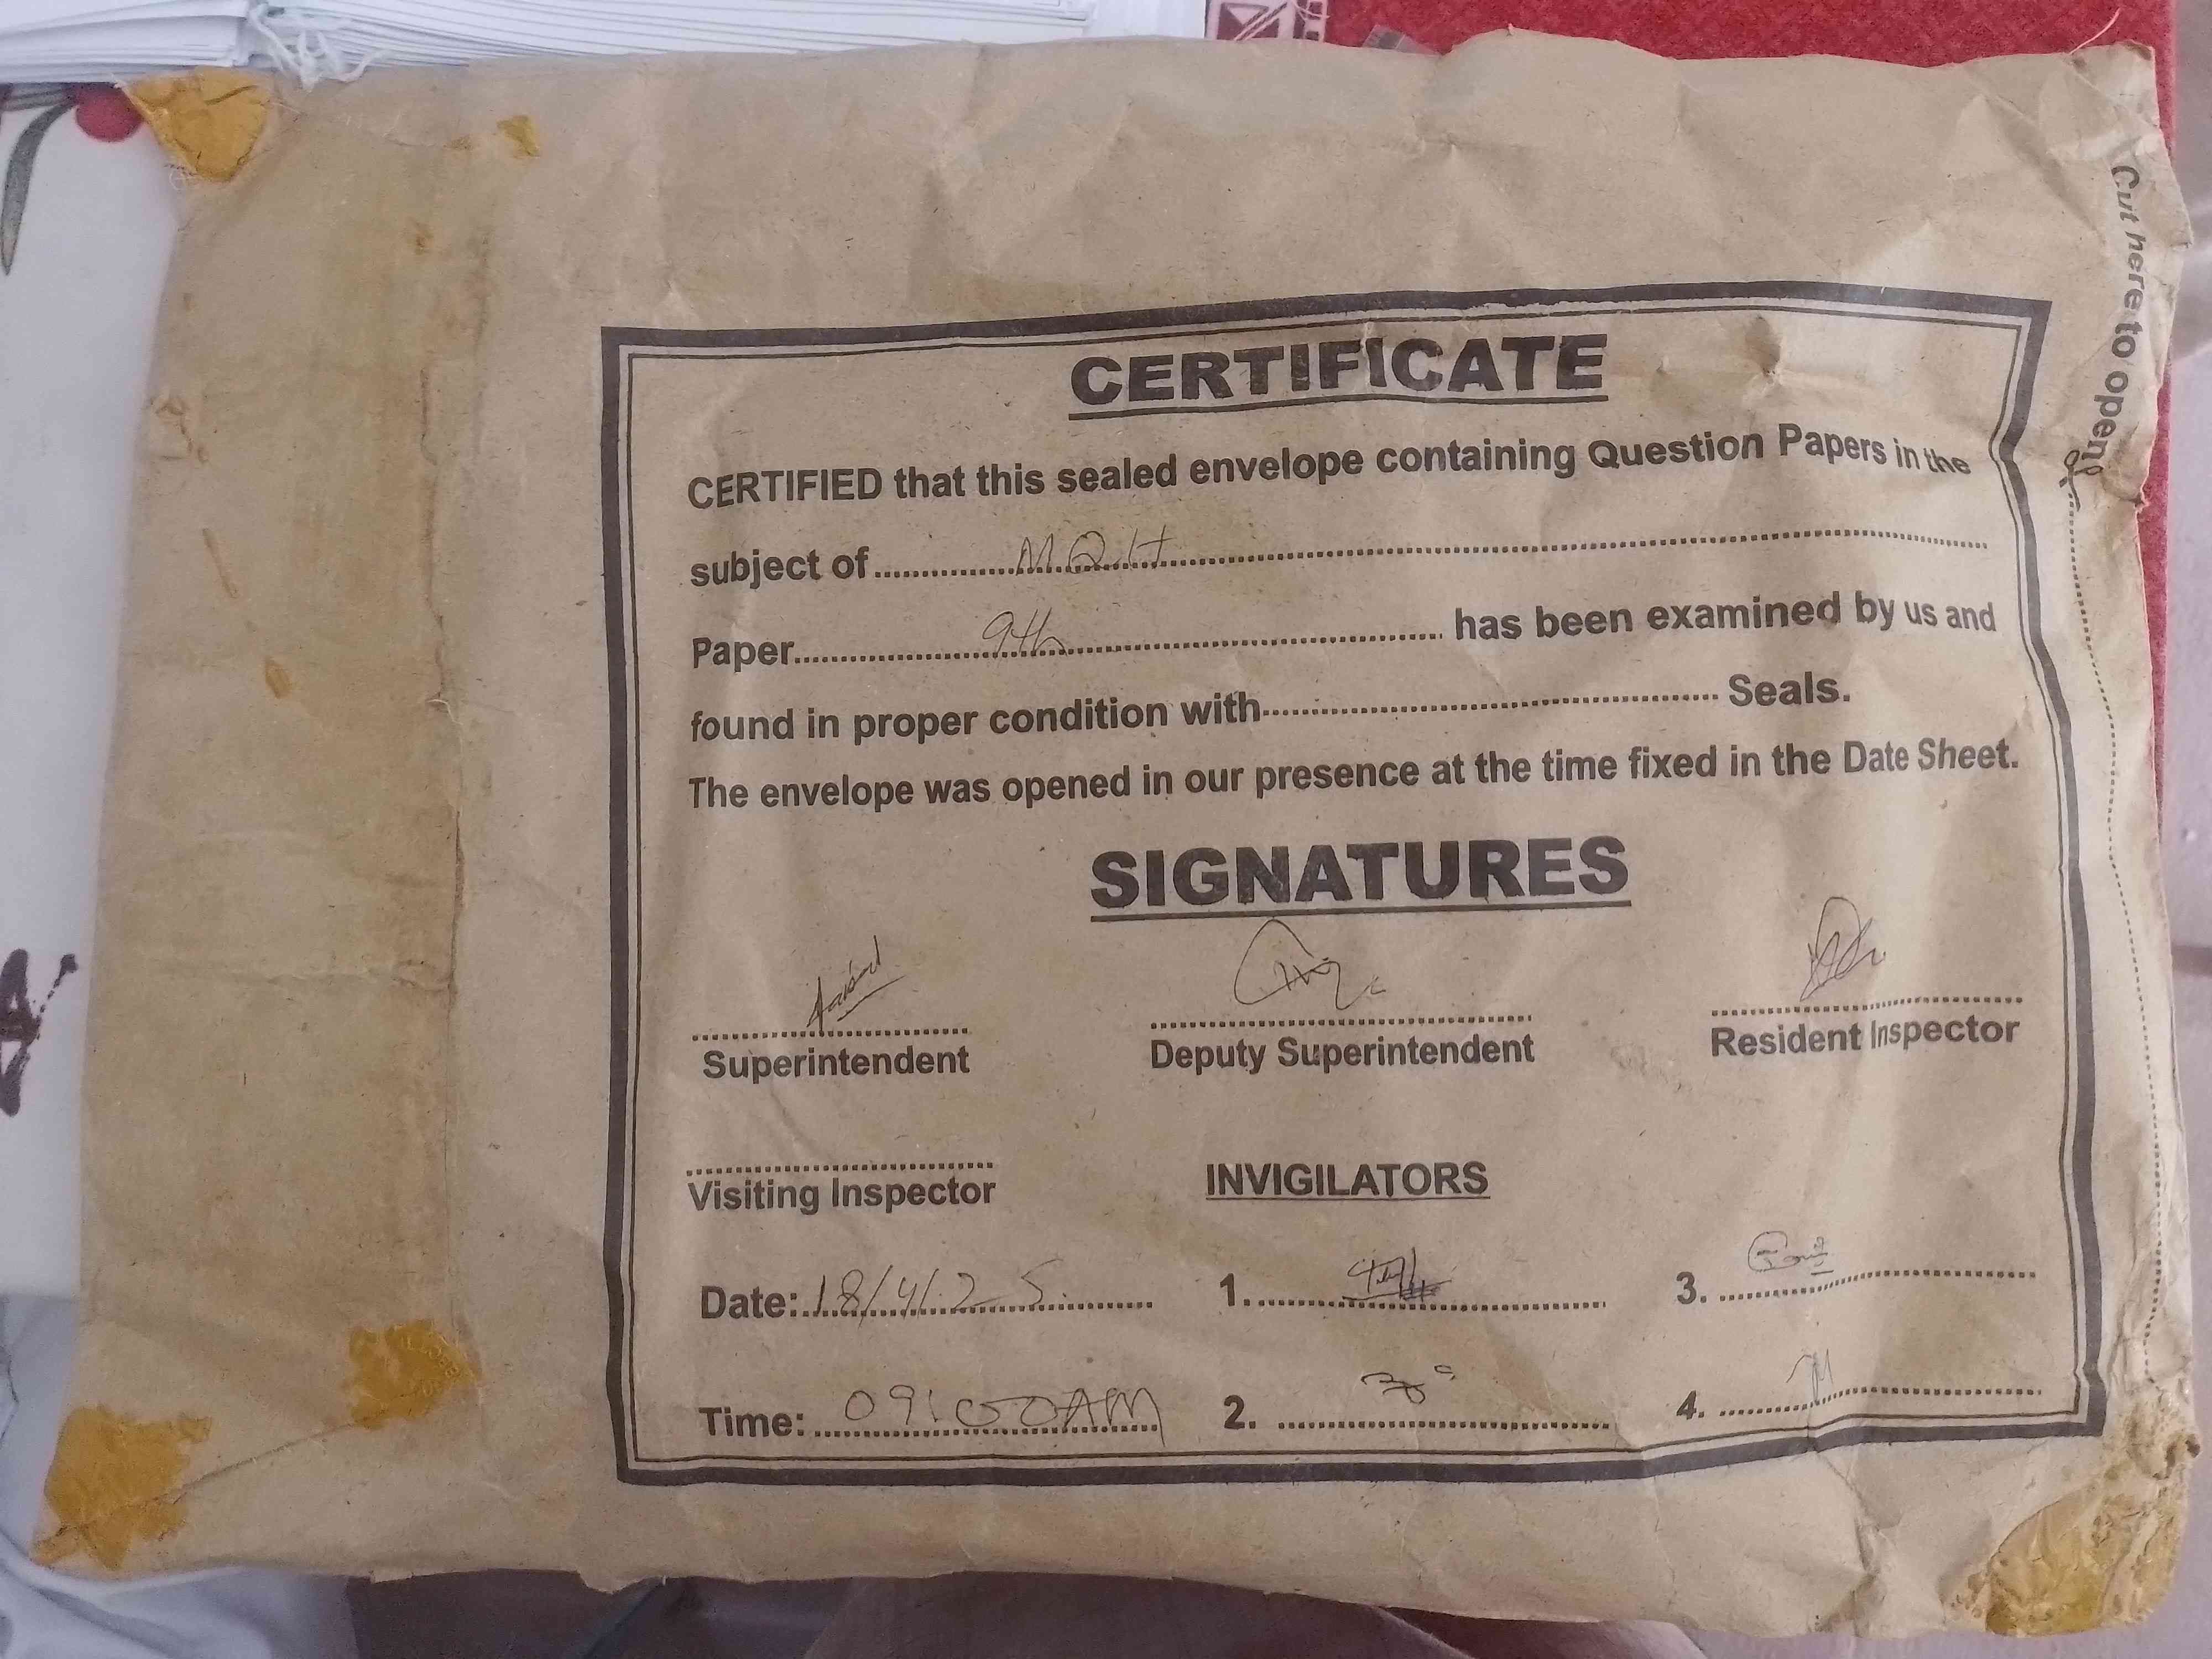 Cut here to open
CERTIFICATE
CERTIFIED that this sealed envelope containing Question Papers in the
subject of ............ M.Q.H ............
Paper ............ 9th ............ has been examined by us and
found in proper condition with ............ Seals.
The envelope was opened in our presence at the time fixed in the Date Sheet.
SIGNATURES
Superintendent Deputy Superintendent Resident Inspector
Visiting Inspector INVIGILATORS
Date: 18/4/25. 1. 3.
Time: 09:00AM 2. 4.